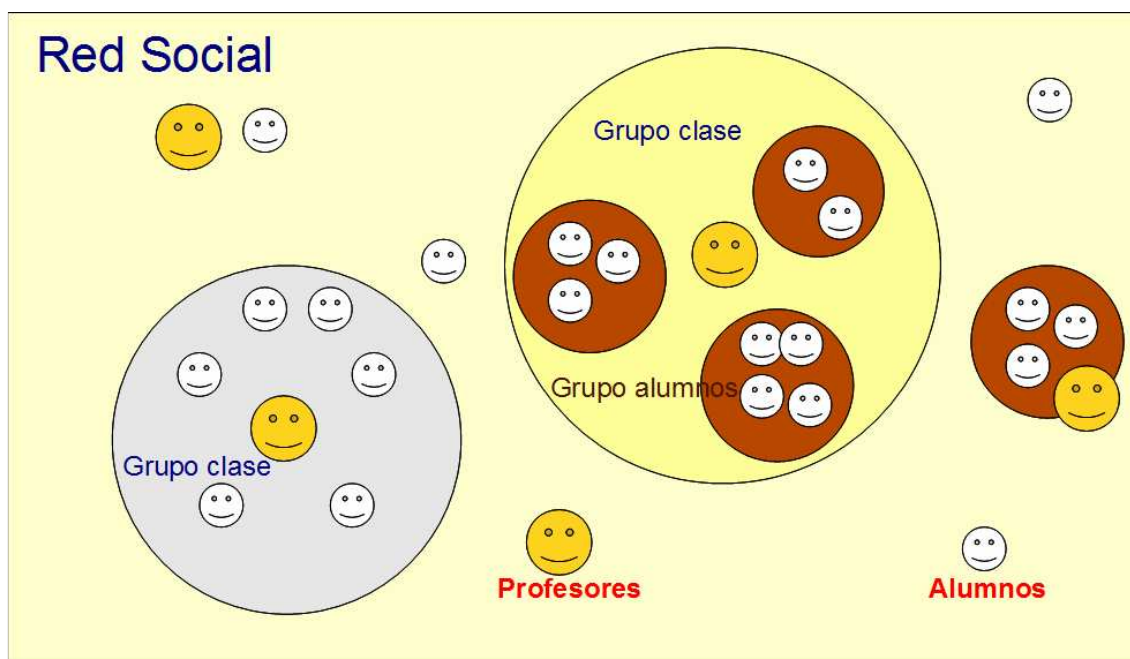 Red Social
Grupo clase
Grupo alumnos
Grupo clase
Profesores
Alumnos